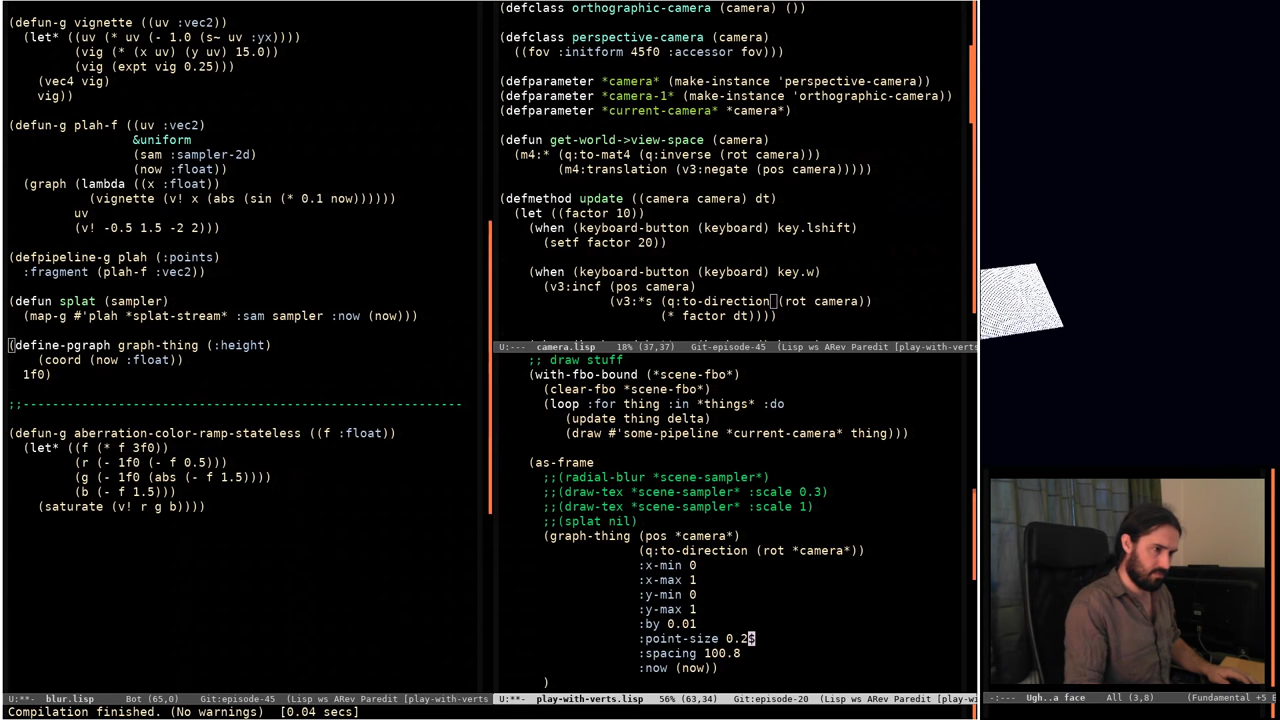 (defun-g vignette ((uv :vec2))
  (let* ((uv (* uv (- 1.0 (s~ uv :yx))))
         (vig (* (x uv) (y uv) 15.0))
         (vig (expt vig 0.25)))
    (vec4 vig)
    vig))
(defun-g plah-f ((uv :vec2)
                 &uniform
                 (sam :sampler-2d)
                 (now :float))
  (graph (lambda ((x :float))
           (vignette (v! x (abs (sin (* 0.1 now))))))
         uv
         (v! -0.5 1.5 -2 2)))
(defpipeline-g plah (:points)
  :fragment (plah-f :vec2))
(defun splat (sampler)
  (map-g #'plah *splat-stream* :sam sampler :now (now)))
(define-pgraph graph-thing (:height)
    (coord (now :float))
  1f0)
;;------------------------------------------------------------
(defun-g aberration-color-ramp-stateless ((f :float))
  (let* ((f (* f 3f0))
         (r (- 1f0 (- f 0.5)))
         (g (- 1f0 (abs (- f 1.5))))
         (b (- f 1.5)))
    (saturate (v! r g b))))
U:**-  blur.lisp      Bot (65,0)     Git:episode-45  (Lisp ws ARev Paredit [play-with-verts
Compilation finished. (No warnings)  [0.04 secs]
(defclass orthographic-camera (camera) ())
(defclass perspective-camera (camera)
  ((fov :initform 45f0 :accessor fov)))
(defparameter *camera* (make-instance 'perspective-camera))
(defparameter *camera-1* (make-instance 'orthographic-camera))
(defparameter *current-camera* *camera*)
(defun get-world->view-space (camera)
  (m4:* (q:to-mat4 (q:inverse (rot camera)))
        (m4:translation (v3:negate (pos camera)))))
(defmethod update ((camera camera) dt)
  (let ((factor 10))
    (when (keyboard-button (keyboard) key.lshift)
      (setf factor 20))
    (when (keyboard-button (keyboard) key.w)
      (v3:incf (pos camera)
               (v3:*s (q:to-direction (rot camera))
                      (* factor dt))))
U:---  camera.lisp    18% (37,37)    Git-episode-45  (Lisp ws ARev Paredit [play-with-verts
    ;; draw stuff
    (with-fbo-bound (*scene-fbo*)
      (clear-fbo *scene-fbo*)
      (loop :for thing :in *things* :do
         (update thing delta)
         (draw #'some-pipeline *current-camera* thing)))
    (as-frame
      ;;(radial-blur *scene-sampler*)
      ;;(draw-tex *scene-sampler* :scale 0.3)
      ;;(draw-tex *scene-sampler* :scale 1)
      ;;(splat nil)
      (graph-thing (pos *camera*)
                   (q:to-direction (rot *camera*))
                   :x-min 0
                   :x-max 1
                   :y-min 0
                   :y-max 1
                   :by 0.01
                   :point-size 0.2
                   :spacing 100.8
                   :now (now))
      )
U:**-  play-with-verts.lisp   56% (63,34)    Git:episode-20  (Lisp ws ARev Paredit [play-with-verts
-:---  Ugh..a face    All (3,8)      (Fundamental +5